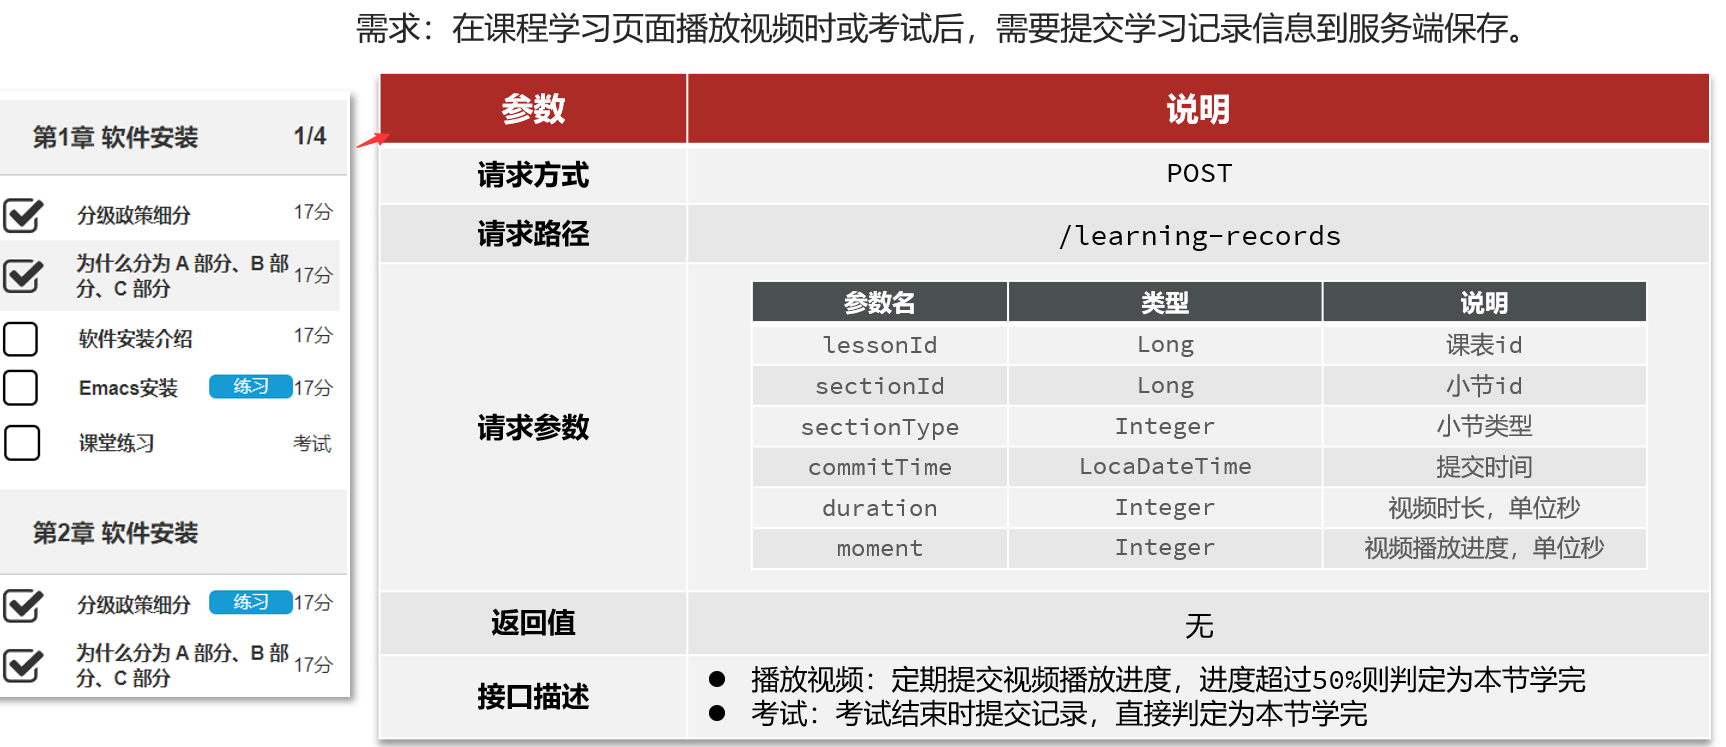 需求：在课程学习页面播放视频时或考试后，需要提交学习记录信息到服务端保存。
第1章 软件安装 1/4
分级政策细分 17分
为什么分为 A 部分、B 部
分、C 部分 17分
软件安装介绍 17分
Emacs安装 练习 17分
课堂练习 考试
第2章 软件安装
分级政策细分 练习 17分
为什么分为 A 部分、B 部
分、C 部分 17分
参数 说明
请求方式 POST
请求路径 /learning-records
请求参数
参数名 类型 说明
lessonId Long 课表id
sectionId Long 小节id
sectionType Integer 小节类型
commitTime LocaDateTime 提交时间
duration Integer 视频时长，单位秒
moment Integer 视频播放进度，单位秒
返回值 无
接口描述
● 播放视频：定期提交视频播放进度，进度超过50%则判定为本节学完
● 考试：考试结束时提交记录，直接判定为本节学完